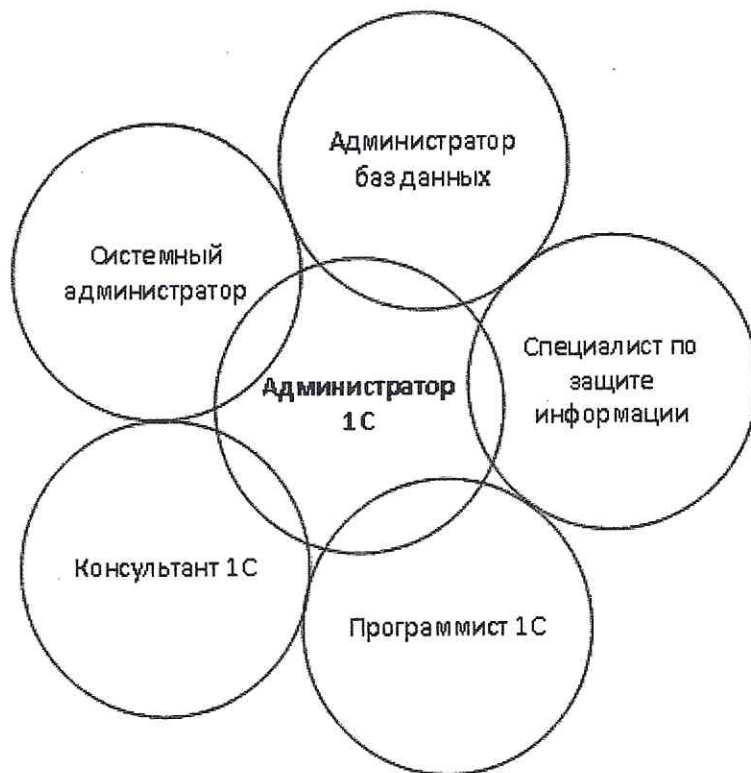 Администратор
баз данных
Системный
администратор
Специалист по
защите
информации
Администратор
1С
Консультант 1С
Программист 1С